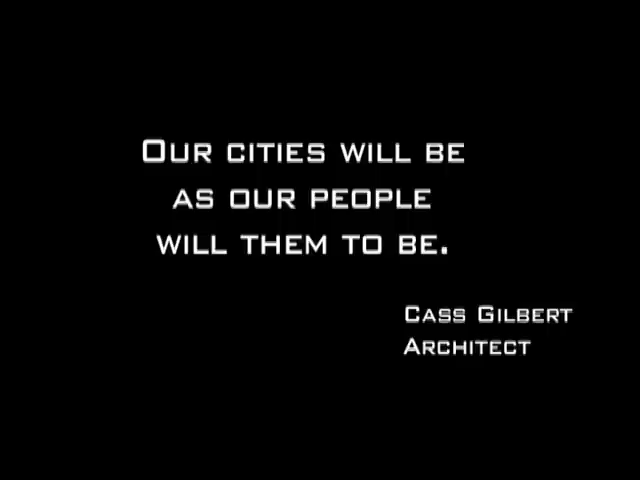 Our cities will be
as our people
will them to be.
Cass Gilbert
Architect